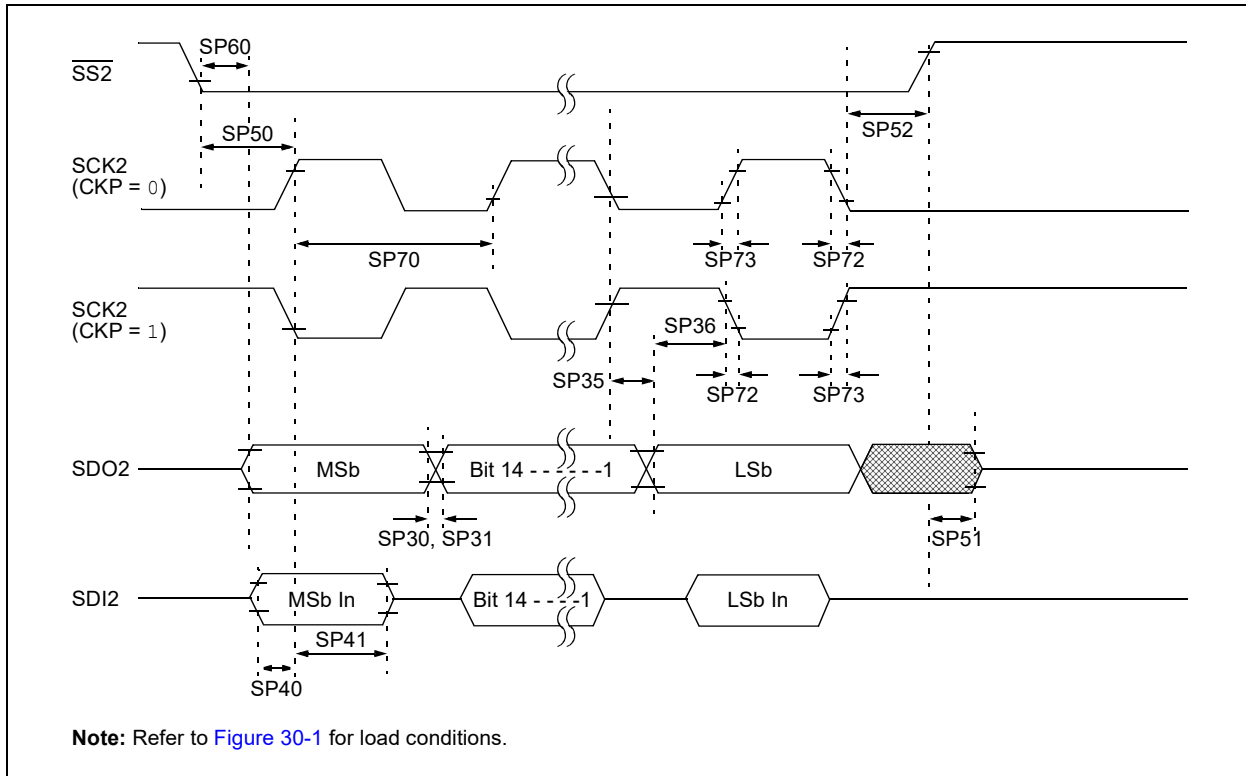 SP60
SS2
SP50
SP52
SCK2
(CKP = 0)
SP70
SP73
SP72
SCK2
(CKP = 1)
SP36
SP35
SP72
SP73
SDO2
MSb
Bit 14 - - - - - -1
LSb
SP30, SP31
SP51
SDI2
MSb In
Bit 14 - - - -1
LSb In
SP41
SP40
Note: Refer to Figure 30-1 for load conditions.